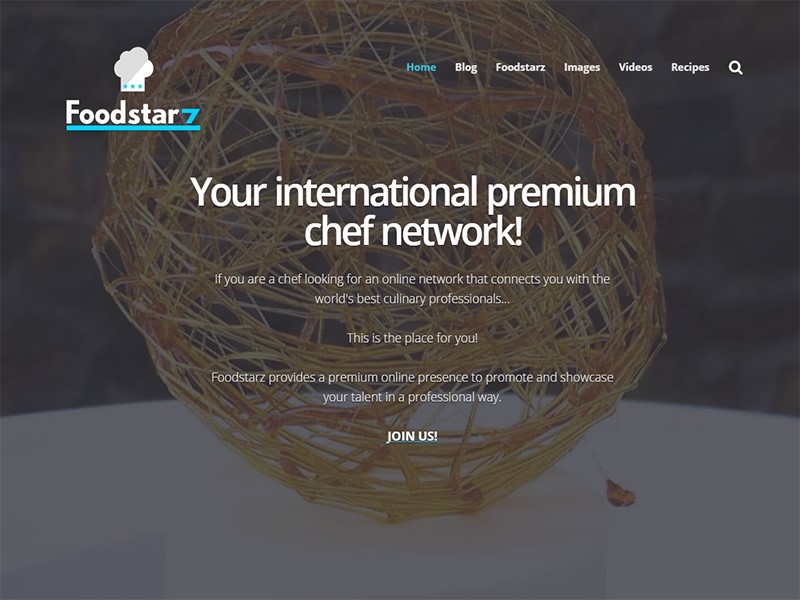 Foodstarz
Home Blog Foodstarz Images Videos Recipes
Your international premium
chef network!
If you are a chef looking for an online network that connects you with the
world's best culinary professionals...
This is the place for you!
Foodstarz provides a premium online presence to promote and showcase
your talent in a professional way.
JOIN US!